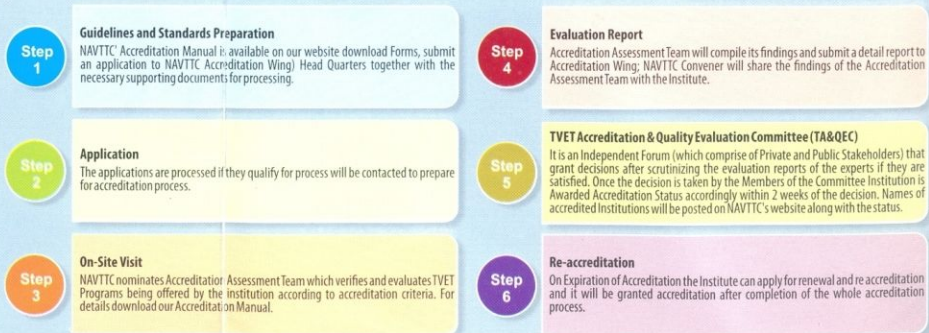 Step
1
Guidelines and Standards Preparation
NAVTTC' Accreditation Manual is available on our website download Forms, submit
an application to NAVTTC Accreditation Wing) Head Quarters together with the
necessary supporting documents for processing.
Step
2
Application
The applications are processed if they qualify for process will be contacted to prepare
for accreditation process.
Step
3
On-Site Visit
NAVTTC nominates Accreditation Assessment Team which verifies and evaluates TVET
Programs being offered by the institution according to accreditation criteria. For
details download our Accreditation Manual.
Step
4
Evaluation Report
Accreditation Assessment Team will compile its findings and submit a detail report to
Accreditation Wing; NAVTTC Convener will share the findings of the Accreditation
Assessment Team with the Institute.
Step
5
TVET Accreditation & Quality Evaluation Committee (TA&QEC)
It is an Independent Forum (which comprise of Private and Public Stakeholders) that
grant decisions after scrutinizing the evaluation reports of the experts if they are
satisfied. Once the decision is taken by the Members of the Committee Institution is
Awarded Accreditation Status accordingly within 2 weeks of the decision. Names of
accredited Institutions will be posted on NAVTTC's website along with the status.
Step
6
Re-accreditation
On Expiration of Accreditation the Institute can apply for renewal and re accreditation
and it will be granted accreditation after completion of the whole accreditation
process.